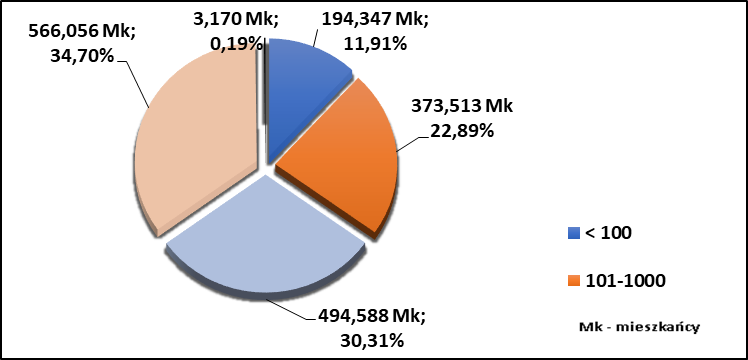 566,056 Mk;
34,70%
3,170 Mk;
0,19%
194,347 Mk;
11,91%
373,513 Mk
22,89%
494,588 Mk;
30,31%
< 100
101-1000
Mk - mieszkańcy